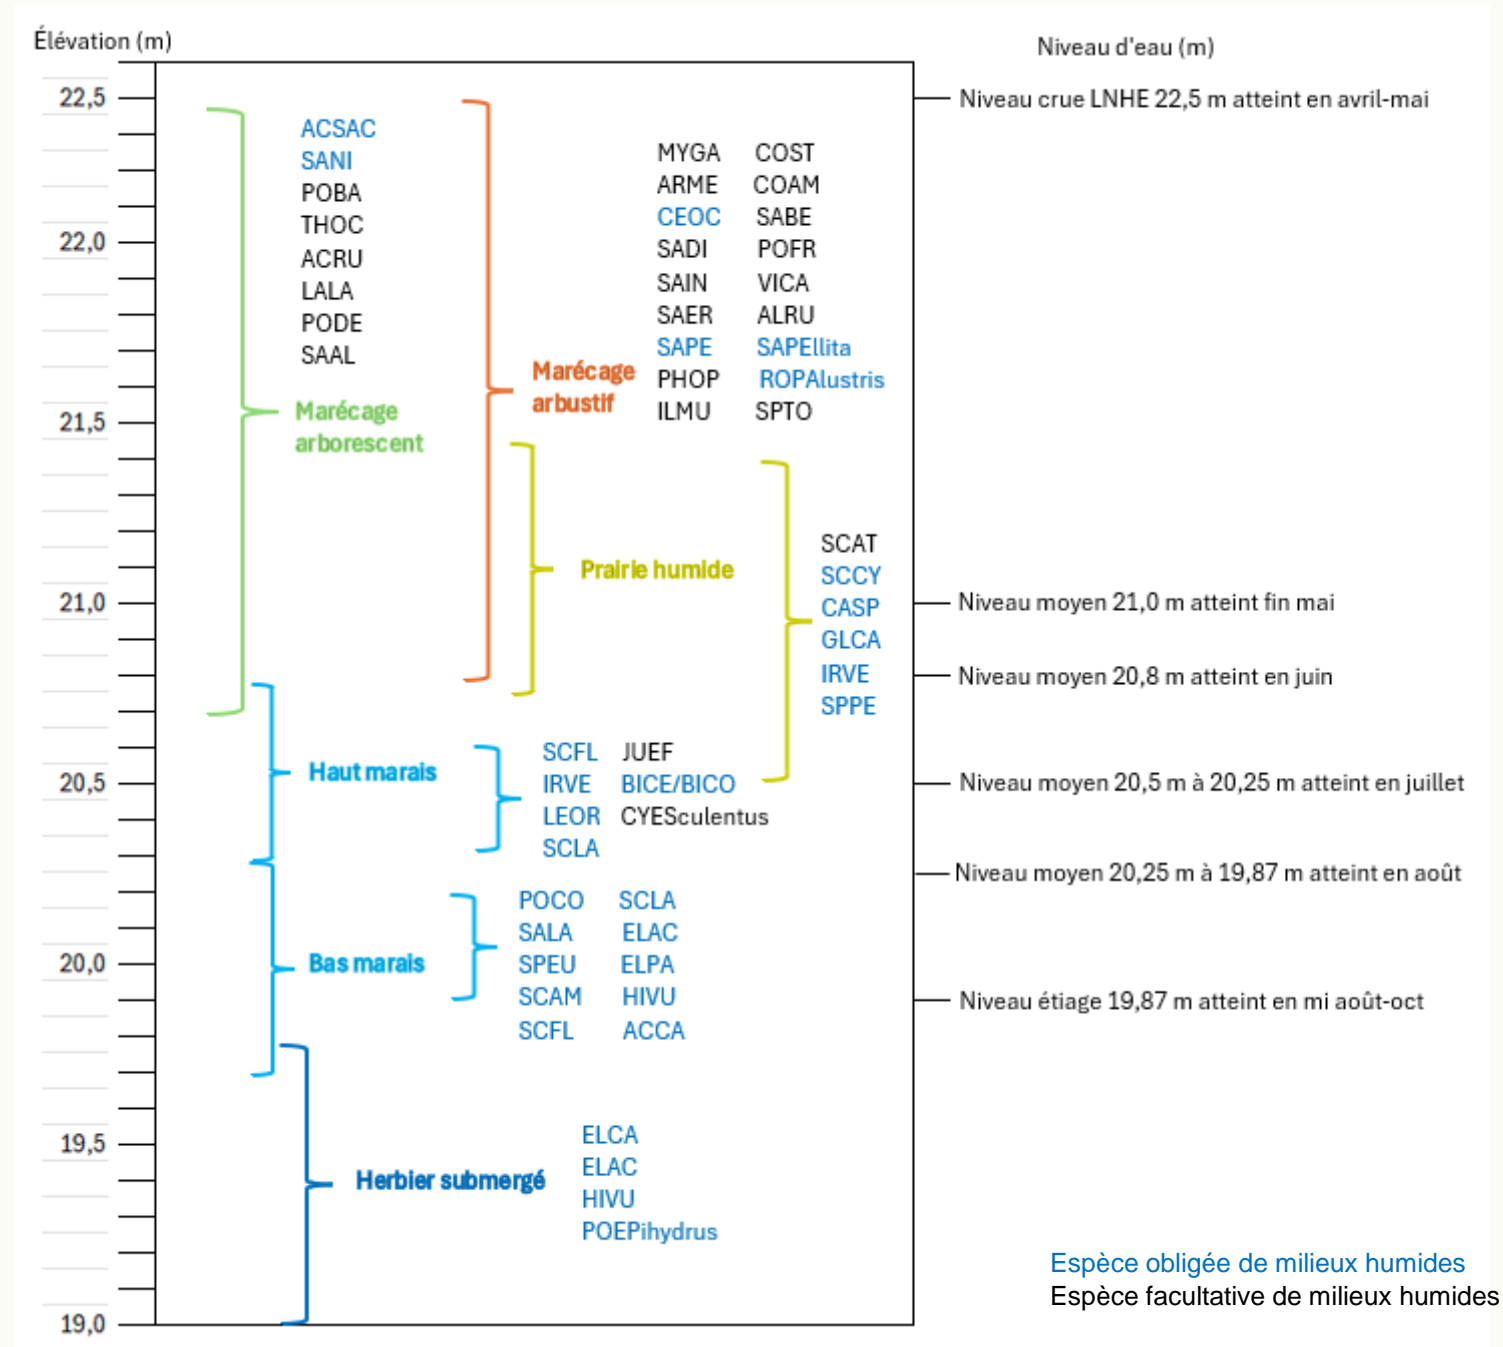 Élévation (m)
Niveau d'eau (m)
22,5
Niveau crue LNHE 22,5 m atteint en avril-mai
ACSAC
SANI
POBA
THOC
ACRU
LALA
PODE
SAAL
MYGA COST
ARME COAM
CEOC SABE
SADI POFR
SAIN VICA
SAER ALRU
SAPE SAPEllita
PHOP ROPAlustris
ILMU SPTO
22,0
Marécage
arbustif
Marécage
arborescent
21,5
Prairie humide
SCAT
SCCY
CASP
GLCA
IRVE
SPPE
21,0
Niveau moyen 21,0 m atteint fin mai
Niveau moyen 20,8 m atteint en juin
Haut marais
SCFL JUEF
IRVE BICE/BICO
LEOR CYESculentus
SCLA
20,5
Niveau moyen 20,5 m à 20,25 m atteint en juillet
Niveau moyen 20,25 m à 19,87 m atteint en août
Bas marais
POCO SCLA
SALA ELAC
SPEU ELPA
SCAM HIVU
SCFL ACCA
20,0
Niveau étiage 19,87 m atteint en mi août-oct
19,5
Herbier submergé
ELCA
ELAC
HIVU
POEPihydrus
19,0
Espèce obligée de milieux humides
Espèce facultative de milieux humides